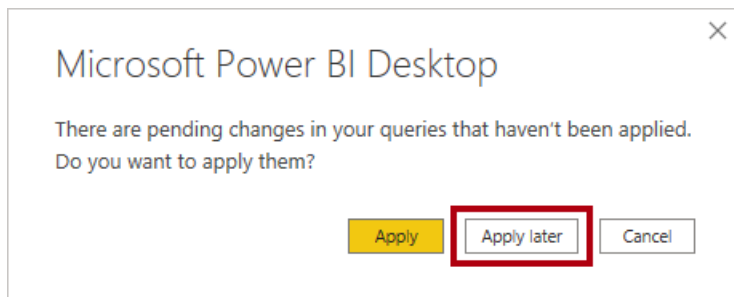 Microsoft Power BI Desktop
There are pending changes in your queries that haven't been applied.
Do you want to apply them?
Apply Apply later Cancel